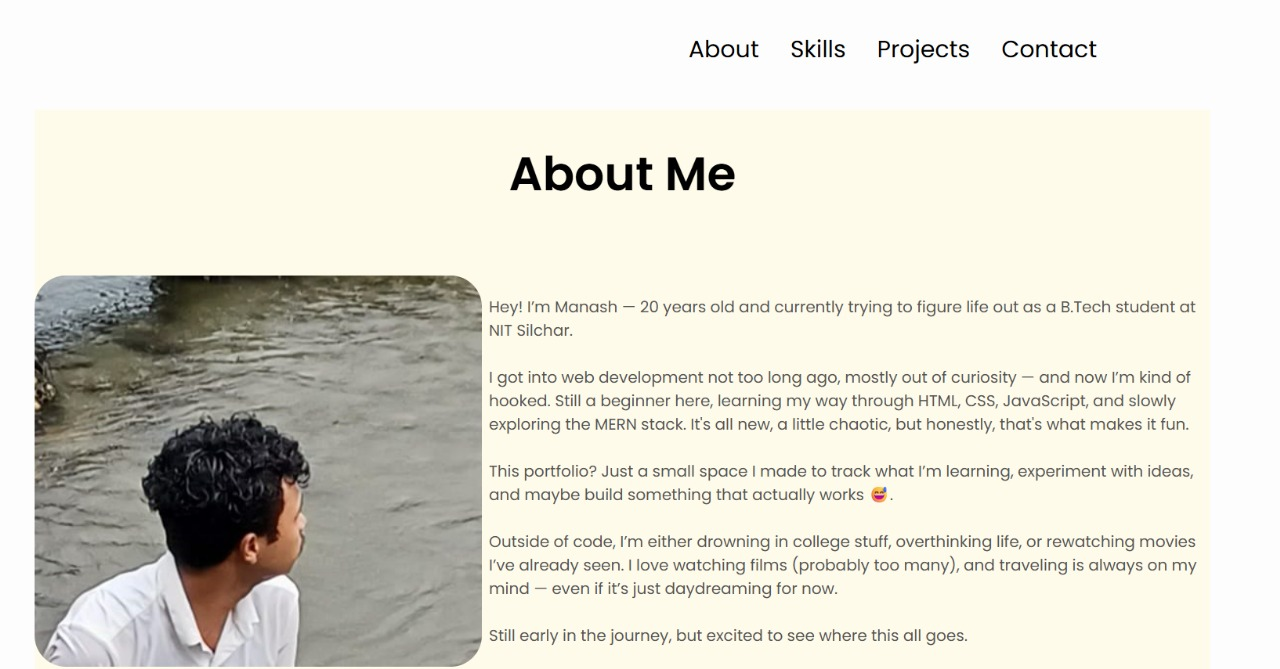 About Skills Projects Contact
About Me
Hey! I’m Manash — 20 years old and currently trying to figure life out as a B.Tech student at
NIT Silchar.
I got into web development not too long ago, mostly out of curiosity — and now I’m kind of
hooked. Still a beginner here, learning my way through HTML, CSS, JavaScript, and slowly
exploring the MERN stack. It's all new, a little chaotic, but honestly, that's what makes it fun.
This portfolio? Just a small space I made to track what I’m learning, experiment with ideas,
and maybe build something that actually works 😅.
Outside of code, I’m either drowning in college stuff, overthinking life, or rewatching movies
I’ve already seen. I love watching films (probably too many), and traveling is always on my
mind — even if it’s just daydreaming for now.
Still early in the journey, but excited to see where this all goes.